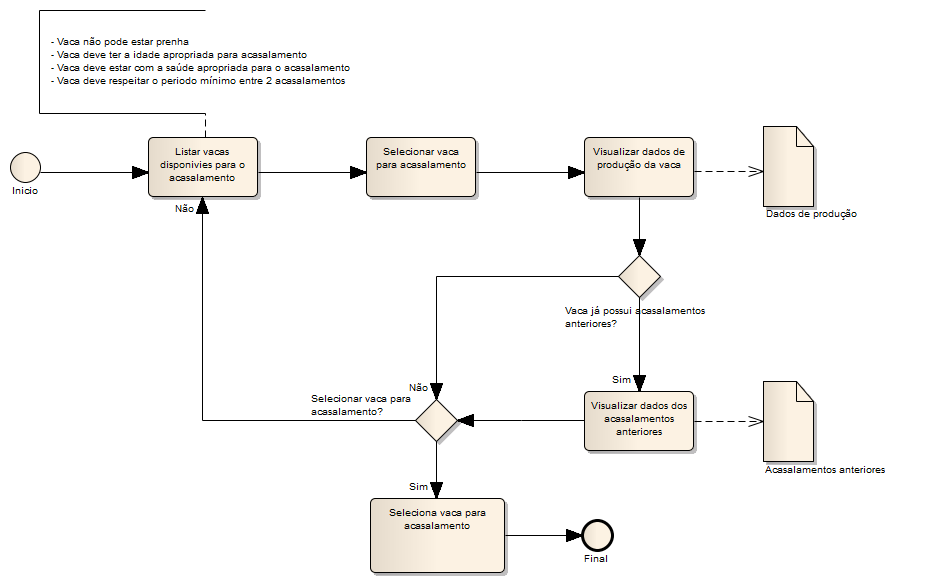 - Vaca não pode estar prenha
- Vaca deve ter a idade apropriada para acasalamento
- Vaca deve estar com a saúde apropriada para o acasalamento
- Vaca deve respeitar o periodo mínimo entre 2 acasalamentos
Inicio
Listar vacas
disponivies para o
acasalamento
Selecionar vaca
para acasalamento
Visualizar dados de
produção da vaca
Dados de produção
Não
Vaca já possui acasalamentos
anteriores?
Sim
Não
Selecionar vaca para
acasalamento?
Visualizar dados dos
acasalamentos
anteriores
Acasalamentos anteriores
Sim
Seleciona vaca para
acasalamento
Final